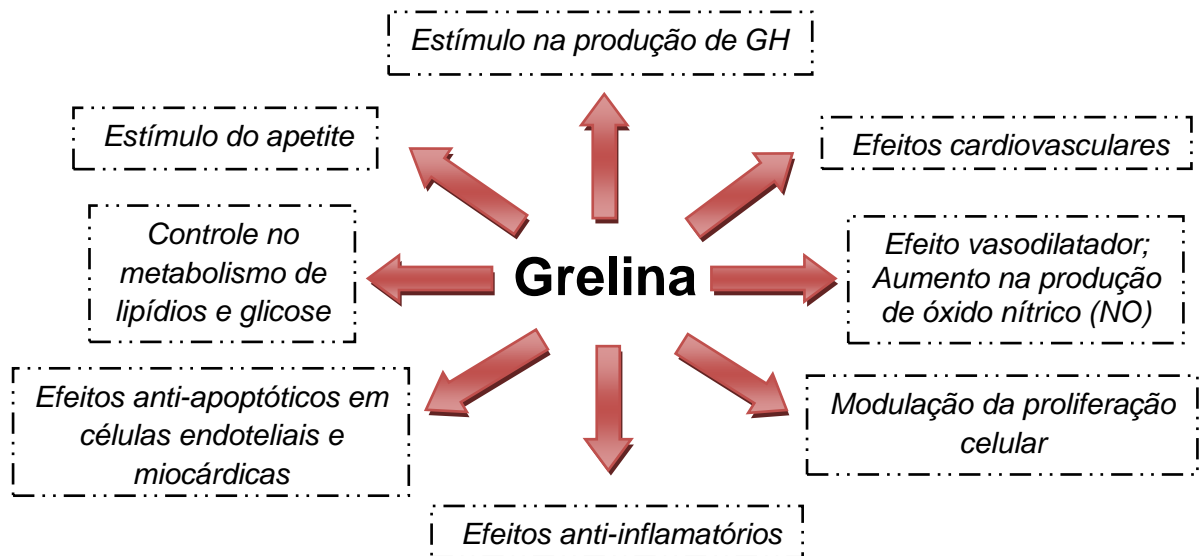 Estímulo na produção de GH
Estímulo do apetite
Efeitos cardiovasculares
Controle no
metabolismo de
lipídios e glicose
Grelina
Efeito vasodilatador;
Aumento na produção
de óxido nítrico (NO)
Efeitos anti-apoptóticos em
células endoteliais e
miocárdicas
Modulação da proliferação
celular
Efeitos anti-inflamatórios